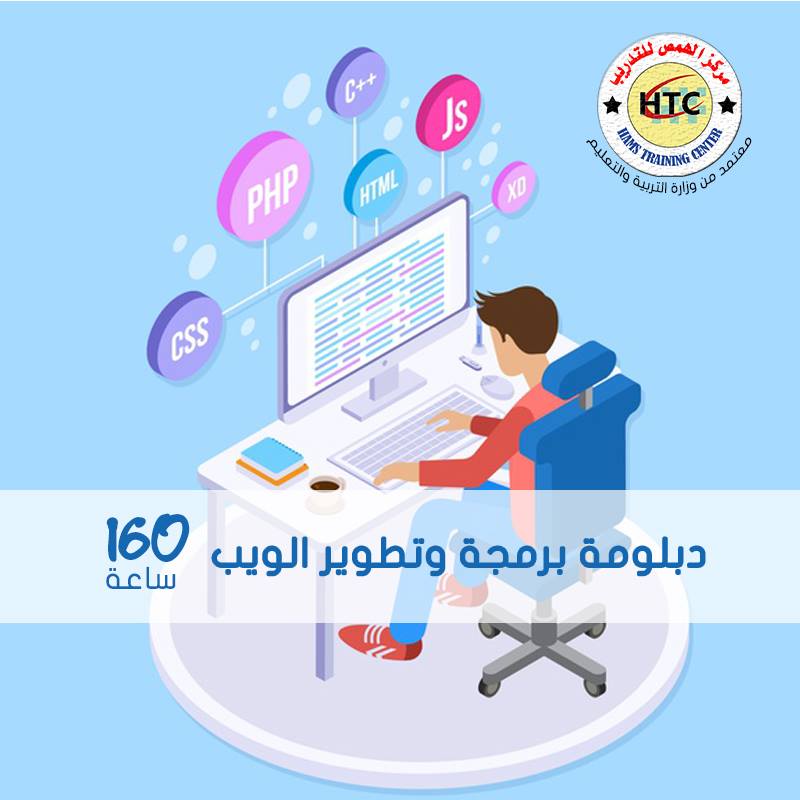 مركز الهمص للتدريب
HTC
HAMS TRAINING CENTER
معتمد من وزارة التربية والتعليم
C++
JS
PHP
HTML
XD
CSS
دبلومة برمجة وتطوير الويب
160
ساعة